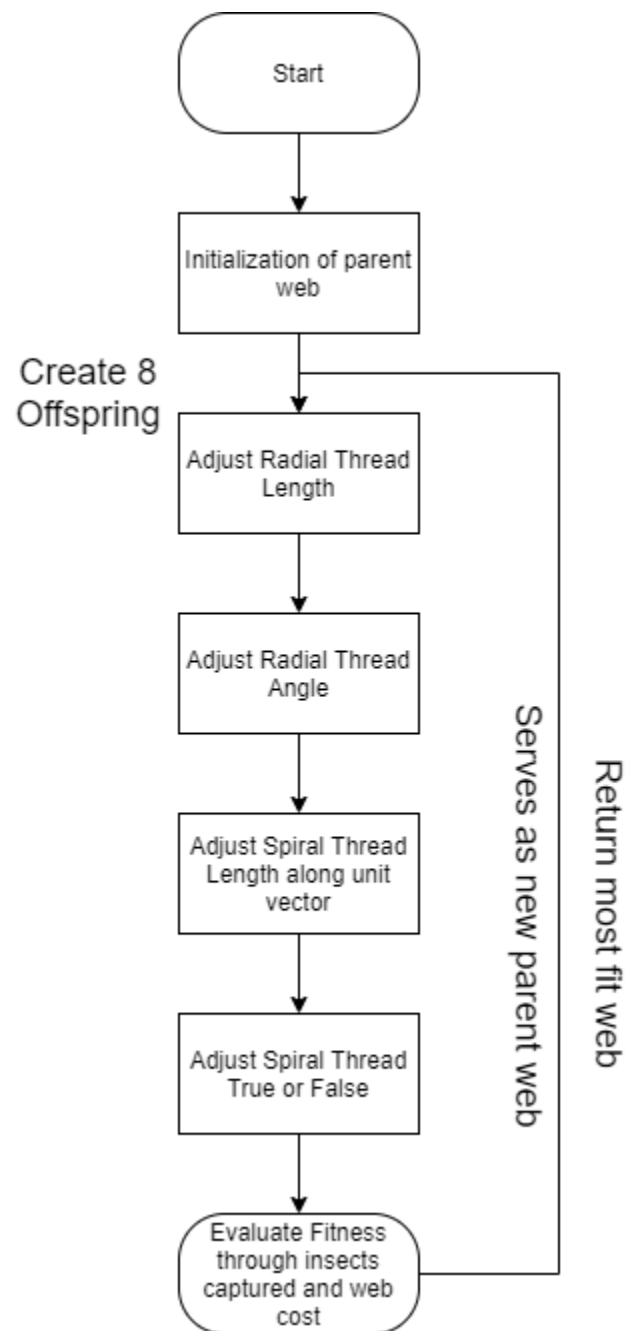 Start
Initialization of parent
web
Create 8
Offspring
Adjust Radial Thread
Length
Adjust Radial Thread
Angle
Adjust Spiral Thread
Length along unit
vector
Adjust Spiral Thread
True or False
Evaluate Fitness
through insects
captured and web
cost
Return most fit web
Serves as new parent web